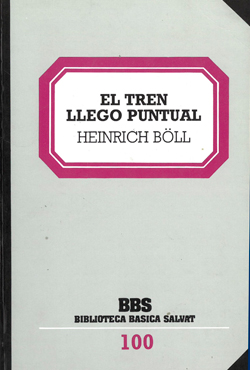 EL TREN
LLEGO PUNTUAL
HEINRICH BÖLL
BBS
BIBLIOTECA BASICA SALVAT
100